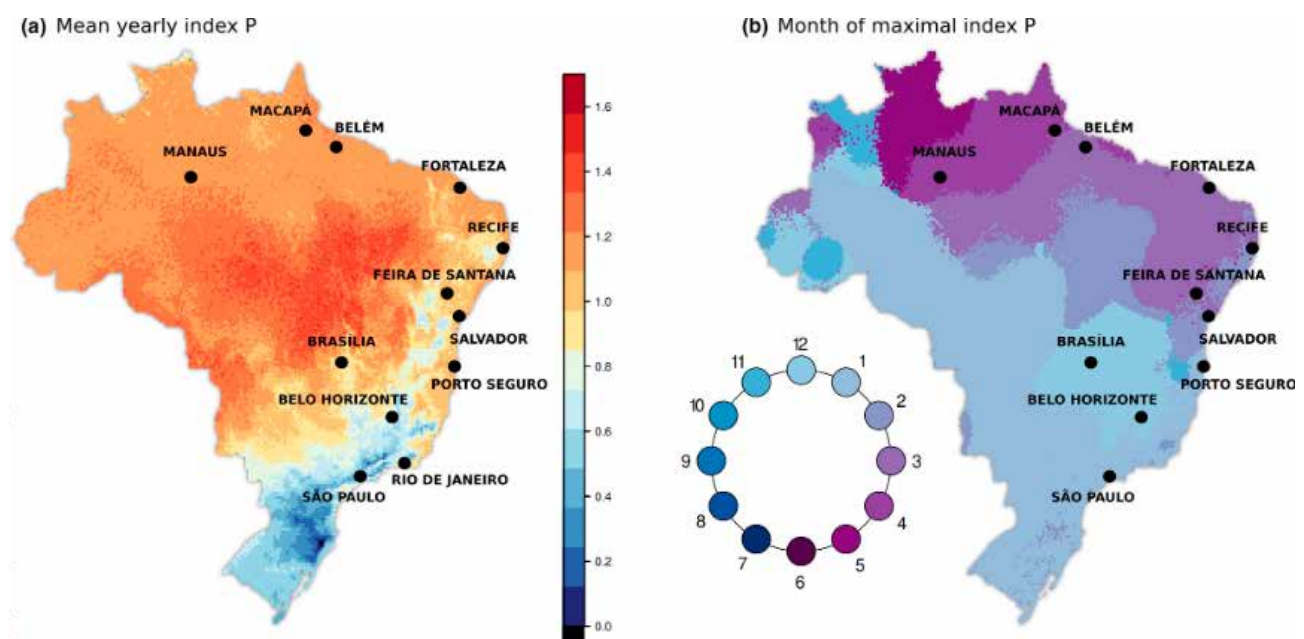 (a) Mean yearly index P
MACAPÁ
BELÉM
MANAUS
FORTALEZA
RECIFE
FEIRA DE SANTANA
SALVADOR
BRASÍLIA
PORTO SEGURO
BELO HORIZONTE
RIO DE JANEIRO
SÃO PAULO
1.6
1.4
1.2
1.0
0.8
0.6
0.4
0.2
0.0
(b) Month of maximal index P
MACAPÁ
BELÉM
MANAUS
FORTALEZA
RECIFE
FEIRA DE SANTANA
SALVADOR
BRASÍLIA
PORTO SEGURO
BELO HORIZONTE
SÃO PAULO
12
1
2
3
4
5
6
7
8
9
10
11